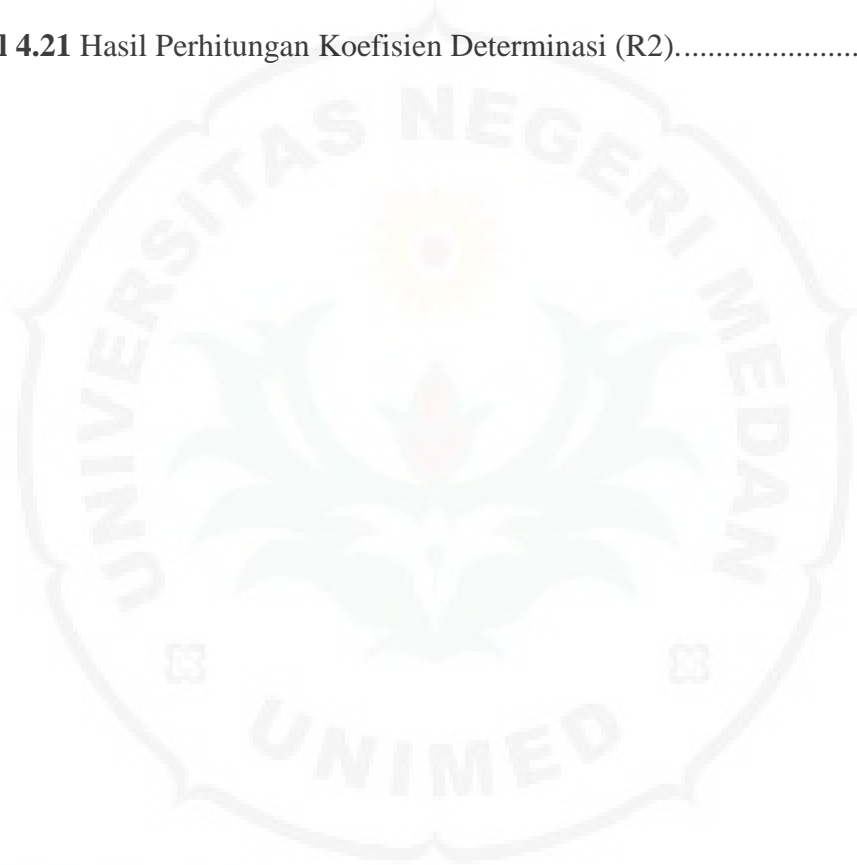 l 4.21 Hasil Perhitungan Koefisien Determinasi (R2).......................
UNIVERSITAS NEGERI MEDAN
UNIMED